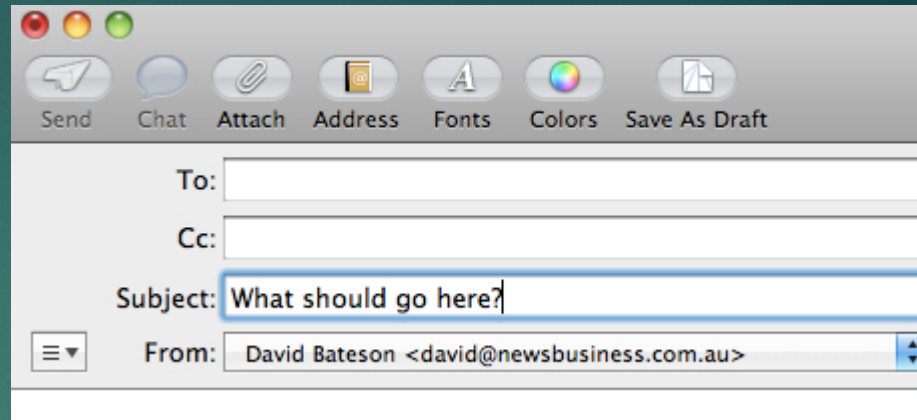 Send Chat Attach Address Fonts Colors Save As Draft
To:
Cc:
Subject: What should go here?
From: David Bateson <david@newsbusiness.com.au>